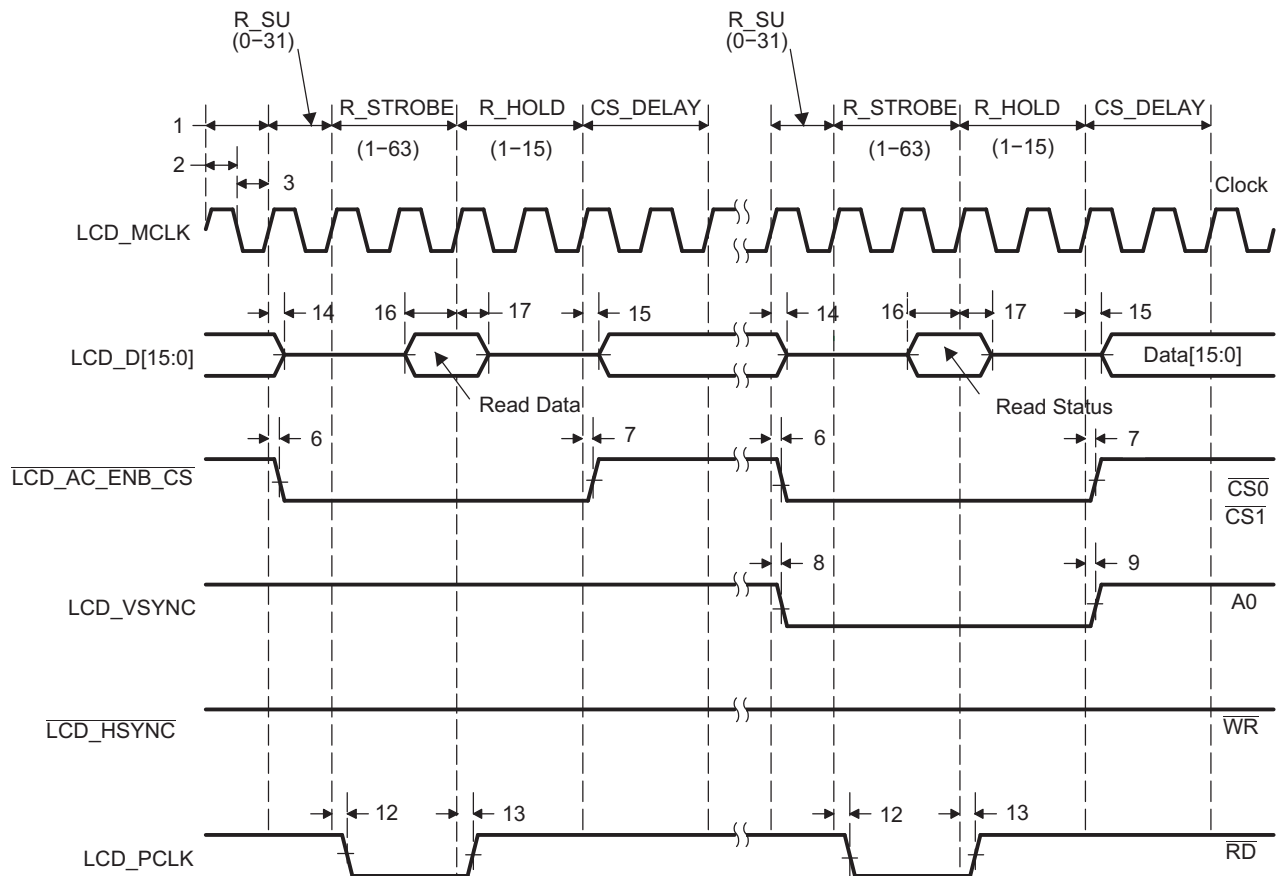 R_SU
(0−31)
R_SU
(0−31)
R_STROBE R_HOLD CS_DELAY R_STROBE R_HOLD CS_DELAY
1
(1−63) (1−15) (1−63) (1−15)
2
3
Clock
LCD_MCLK
14 16 17 15 14 16 17 15
LCD_D[15:0]
Data[15:0]
Read Data
Read Status
6 7 6 7
LCD_AC_ENB_CS
CS0
CS1
8 9
LCD_VSYNC
A0
LCD_HSYNC
WR
12 13 12 13
LCD_PCLK
RD